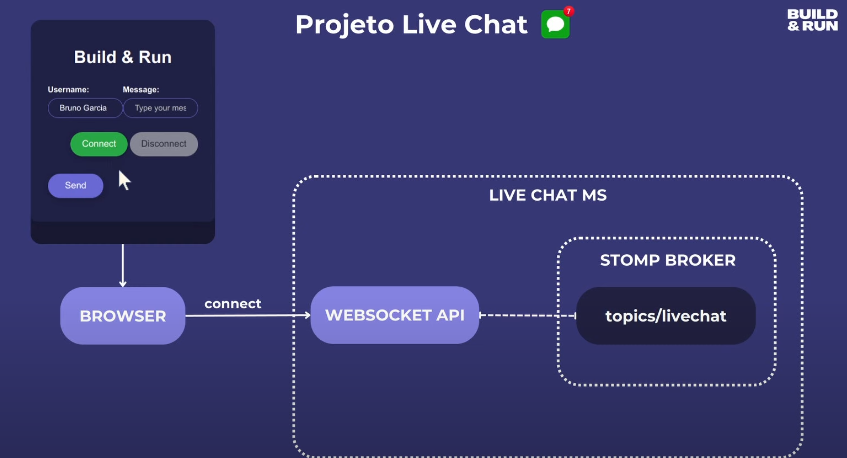 Projeto Live Chat
7
BUILD
& RUN
Build & Run
Username: Message:
Bruno Garcia Type your mes
Connect Disconnect
Send
LIVE CHAT MS
STOMP BROKER
BROWSER
connect
WEBSOCKET API
topics/livechat